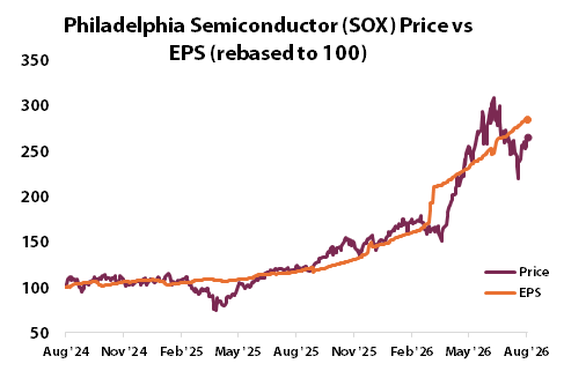 Philadelphia Semiconductor (SOX) Price vs
EPS (rebased to 100)
350
300
250
200
150
100
50
Price
EPS
Aug ’24 Nov ’24 Feb ’25 May ’25 Aug ’25 Nov ’25 Feb ’26 May ’26 Aug ’26